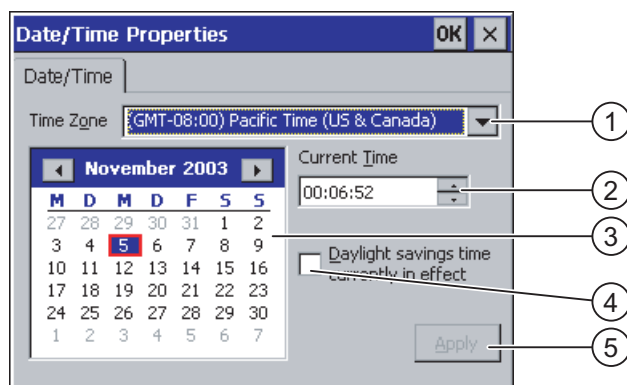 Date/Time Properties OK ×
Date/Time
Time Zone (GMT-08:00) Pacific Time (US & Canada) 1
November 2003
M D M D F S S
27 28 29 30 31 1 2
3 4 5 6 7 8 9
10 11 12 13 14 15 16
17 18 19 20 21 22 23
24 25 26 27 28 29 30
1 2 3 4 5 6 7
Current Time
00:06:52 2
3
Daylight savings time
currently in effect
4
Apply 5